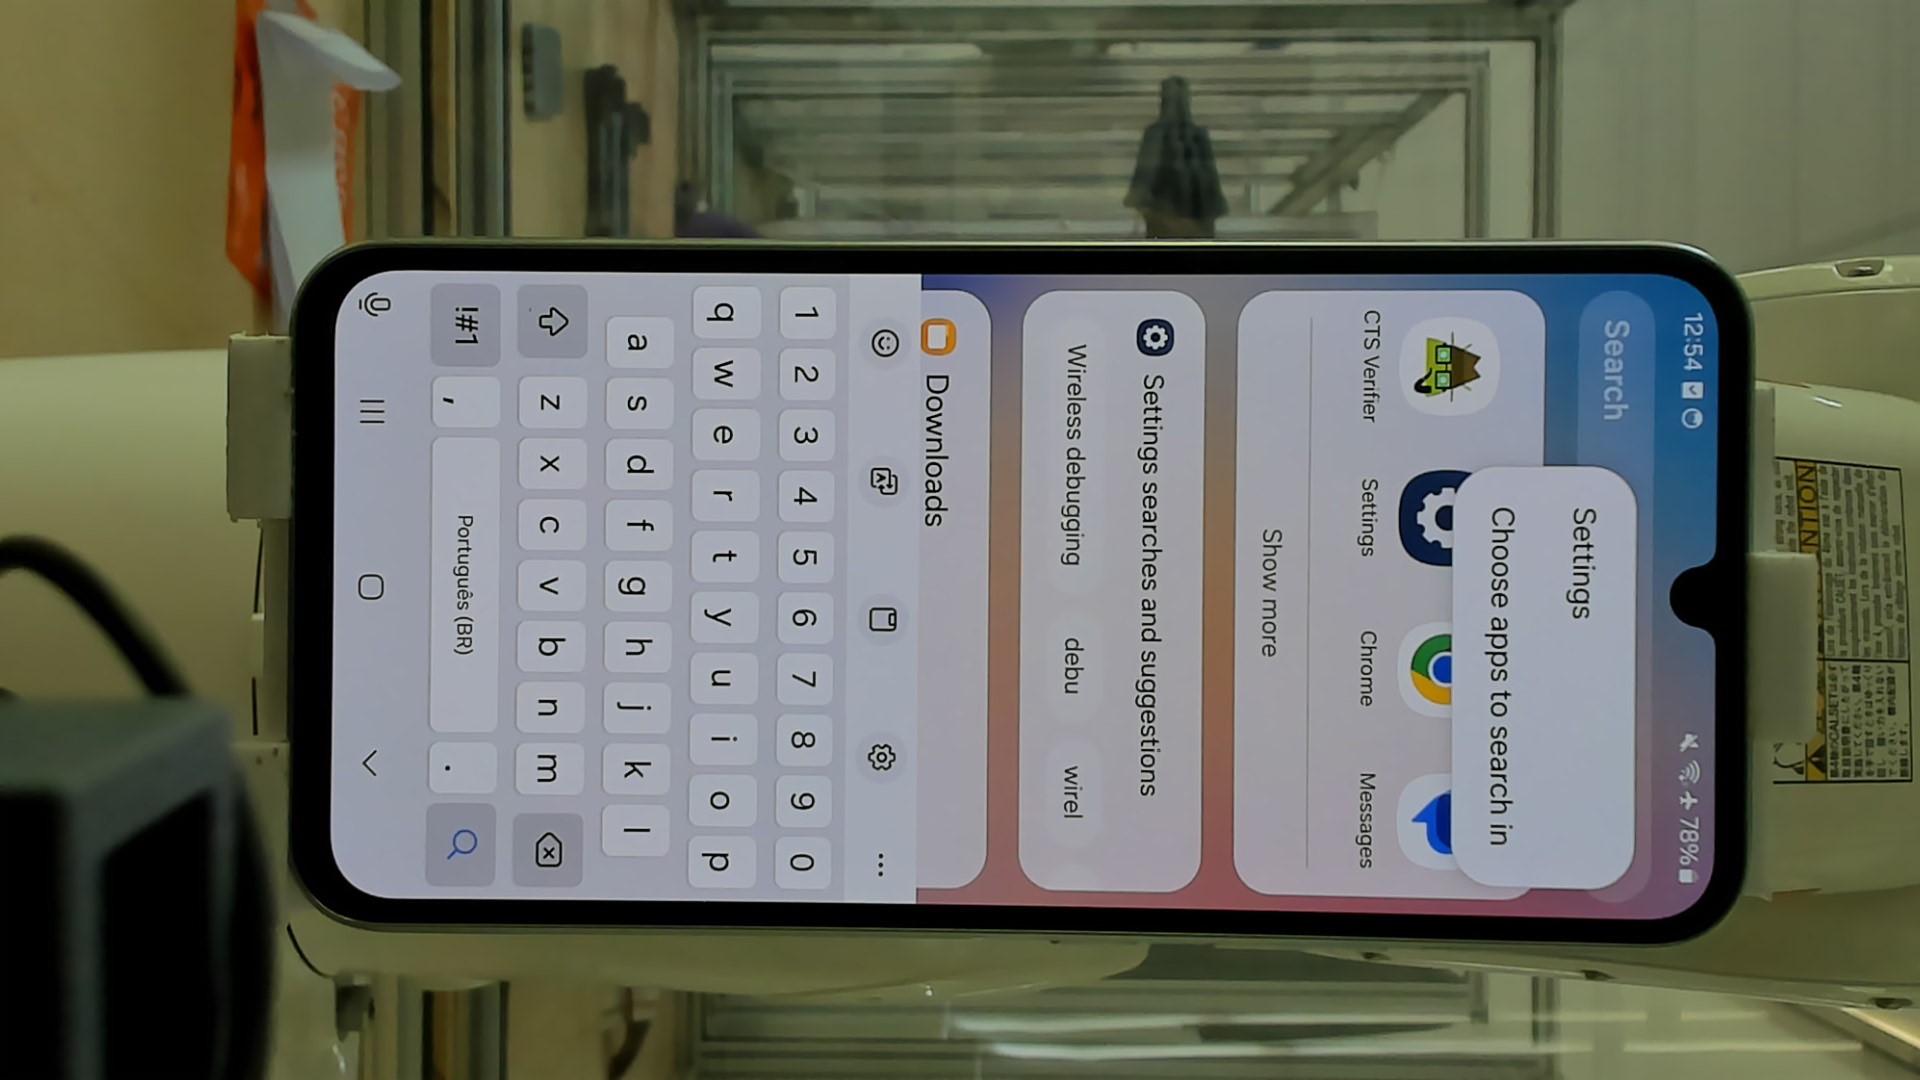 12:54
78%
Search
Settings
Choose apps to search in
CTS Verifier
Settings
Chrome
Messages
Show more
Settings searches and suggestions
Wireless debugging
debu
wirel
Downloads
1 2 3 4 5 6 7 8 9 0
q w e r t y u i o p
a s d f g h j k l
z x c v b n m
!#1 , Português (BR) .